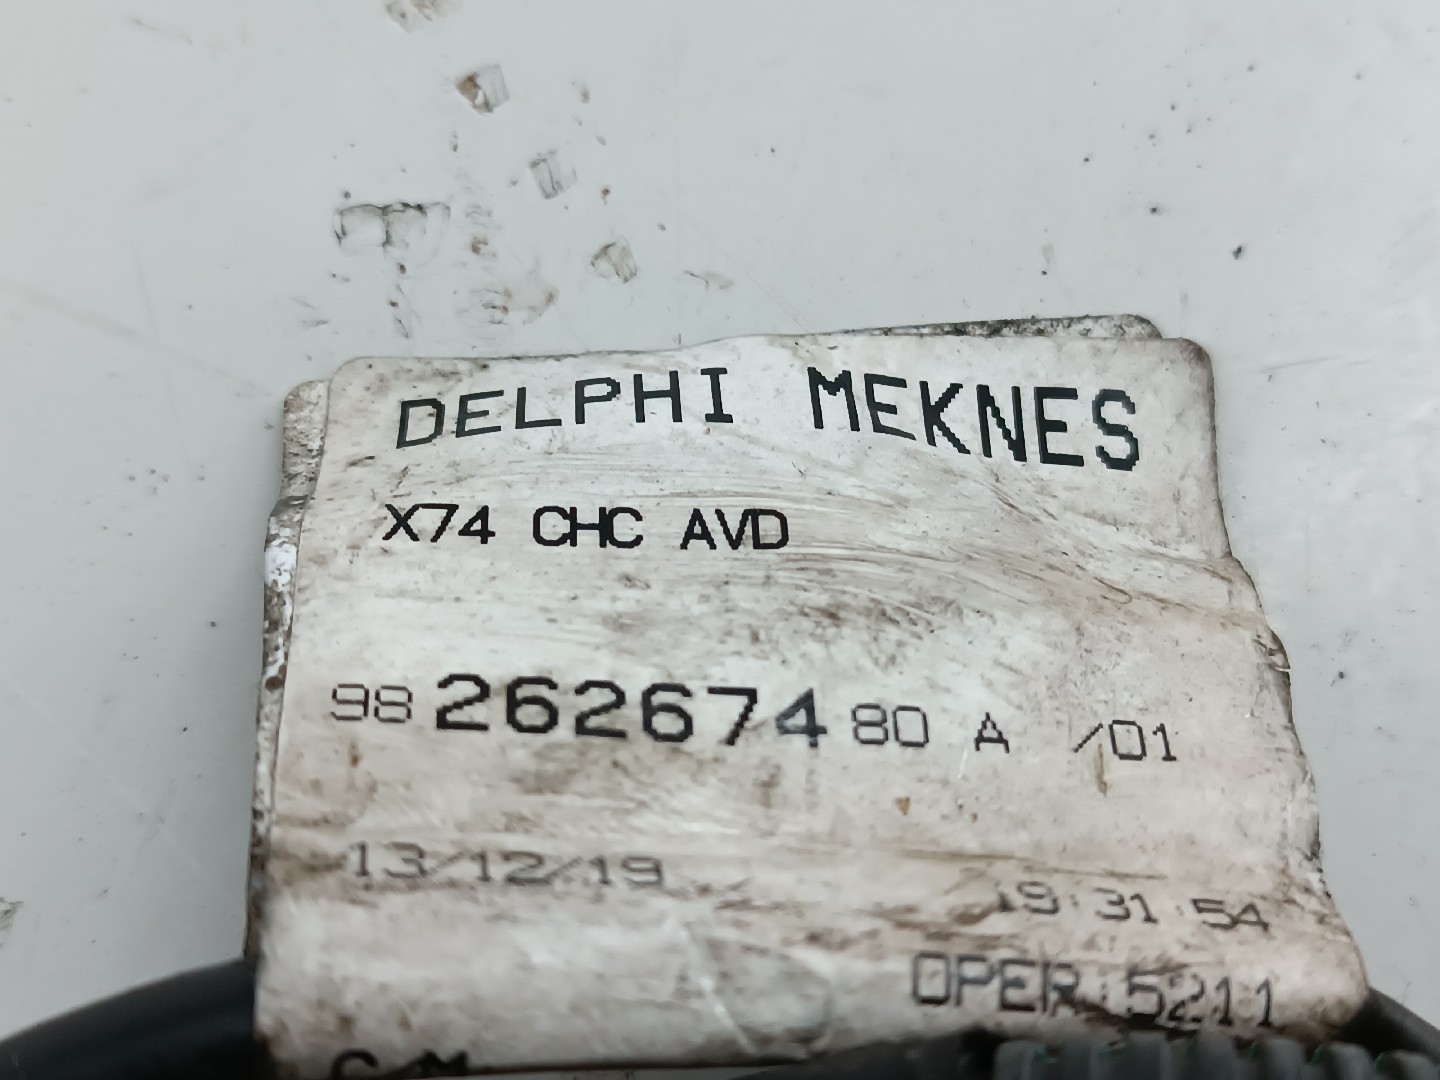 DELPHI MEKNES
X74 CHC AVD
98 262674 80 A /01
13/12/19 19:31:54
OPER 5211